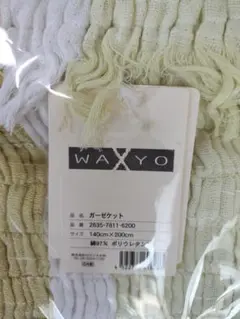 WAXYO
品 名 ガーゼケット
品 番 2635-7811-6200
サイズ 140cm×200cm
綿97% ポリウレタン